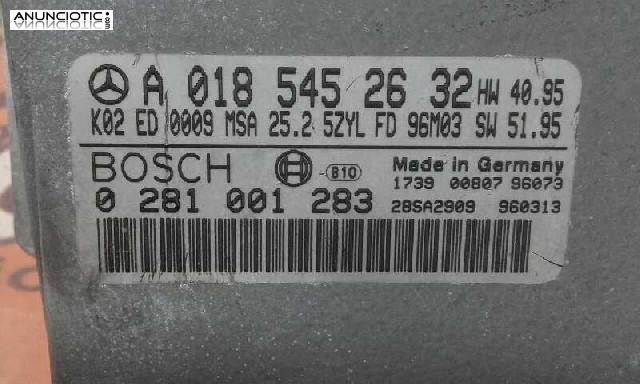 ANUNCIOTIC.COM
A 018 545 26 32 HW 40.95
K02 ED 0009 MSA 25.2 5ZYL FD 96M03 SW 51.95
BOSCH B10 Made in Germany
1739 00807 96073
0 281 001 283 28SA2909 960313